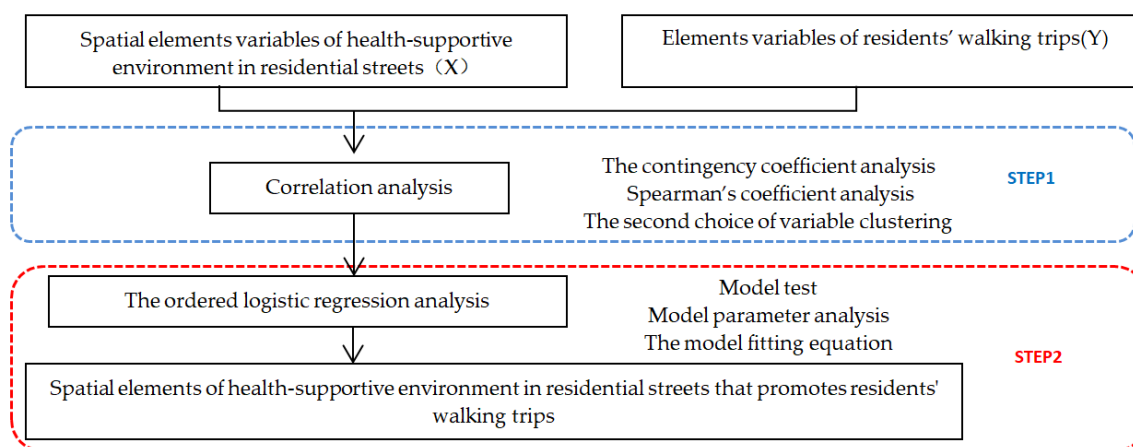 Spatial elements variables of health-supportive
environment in residential streets（X）
Elements variables of residents’ walking trips(Y)
Correlation analysis
The contingency coefficient analysis
Spearman’s coefficient analysis
The second choice of variable clustering
STEP1
The ordered logistic regression analysis
Model test
Model parameter analysis
The model fitting equation
STEP2
Spatial elements of health-supportive environment in residential streets that promotes residents'
walking trips